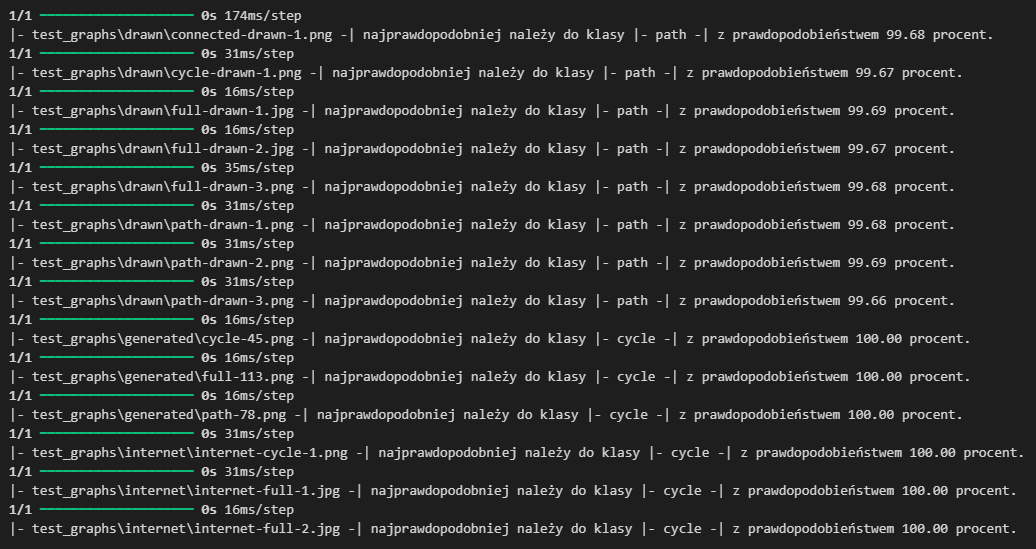 1/1 ━━━━━━━━━━━━━━━━━━━━ 0s 174ms/step
|- test_graphs\drawn\connected-drawn-1.png -| najprawdopodobniej należy do klasy |- path -| z prawdopodobieństwem 99.68 procent.
1/1 ━━━━━━━━━━━━━━━━━━━━ 0s 31ms/step
|- test_graphs\drawn\cycle-drawn-1.png -| najprawdopodobniej należy do klasy |- path -| z prawdopodobieństwem 99.67 procent.
1/1 ━━━━━━━━━━━━━━━━━━━━ 0s 16ms/step
|- test_graphs\drawn\full-drawn-1.jpg -| najprawdopodobniej należy do klasy |- path -| z prawdopodobieństwem 99.69 procent.
1/1 ━━━━━━━━━━━━━━━━━━━━ 0s 16ms/step
|- test_graphs\drawn\full-drawn-2.jpg -| najprawdopodobniej należy do klasy |- path -| z prawdopodobieństwem 99.67 procent.
1/1 ━━━━━━━━━━━━━━━━━━━━ 0s 35ms/step
|- test_graphs\drawn\full-drawn-3.png -| najprawdopodobniej należy do klasy |- path -| z prawdopodobieństwem 99.68 procent.
1/1 ━━━━━━━━━━━━━━━━━━━━ 0s 31ms/step
|- test_graphs\drawn\path-drawn-1.png -| najprawdopodobniej należy do klasy |- path -| z prawdopodobieństwem 99.68 procent.
1/1 ━━━━━━━━━━━━━━━━━━━━ 0s 31ms/step
|- test_graphs\drawn\path-drawn-2.png -| najprawdopodobniej należy do klasy |- path -| z prawdopodobieństwem 99.69 procent.
1/1 ━━━━━━━━━━━━━━━━━━━━ 0s 31ms/step
|- test_graphs\drawn\path-drawn-3.png -| najprawdopodobniej należy do klasy |- path -| z prawdopodobieństwem 99.66 procent.
1/1 ━━━━━━━━━━━━━━━━━━━━ 0s 16ms/step
|- test_graphs\generated\cycle-45.png -| najprawdopodobniej należy do klasy |- cycle -| z prawdopodobieństwem 100.00 procent.
1/1 ━━━━━━━━━━━━━━━━━━━━ 0s 16ms/step
|- test_graphs\generated\full-113.png -| najprawdopodobniej należy do klasy |- cycle -| z prawdopodobieństwem 100.00 procent.
1/1 ━━━━━━━━━━━━━━━━━━━━ 0s 16ms/step
|- test_graphs\generated\path-78.png -| najprawdopodobniej należy do klasy |- cycle -| z prawdopodobieństwem 100.00 procent.
1/1 ━━━━━━━━━━━━━━━━━━━━ 0s 31ms/step
|- test_graphs\internet\internet-cycle-1.png -| najprawdopodobniej należy do klasy |- cycle -| z prawdopodobieństwem 100.00 procent.
1/1 ━━━━━━━━━━━━━━━━━━━━ 0s 31ms/step
|- test_graphs\internet\internet-full-1.jpg -| najprawdopodobniej należy do klasy |- cycle -| z prawdopodobieństwem 100.00 procent.
1/1 ━━━━━━━━━━━━━━━━━━━━ 0s 16ms/step
|- test_graphs\internet\internet-full-2.jpg -| najprawdopodobniej należy do klasy |- cycle -| z prawdopodobieństwem 100.00 procent.